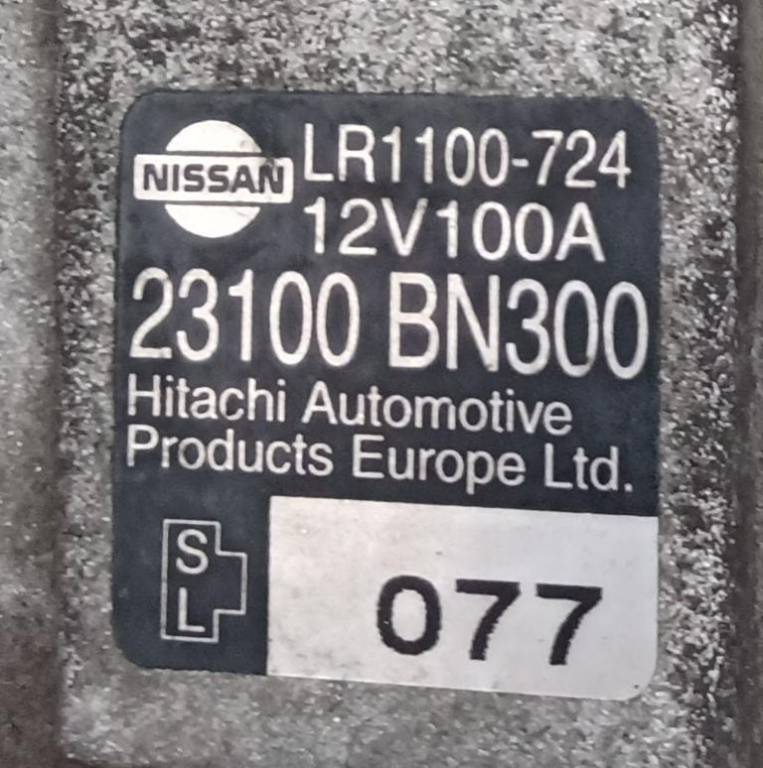 NISSAN LR1100-724
12V100A
23100 BN300
Hitachi Automotive
Products Europe Ltd.
S
L
077